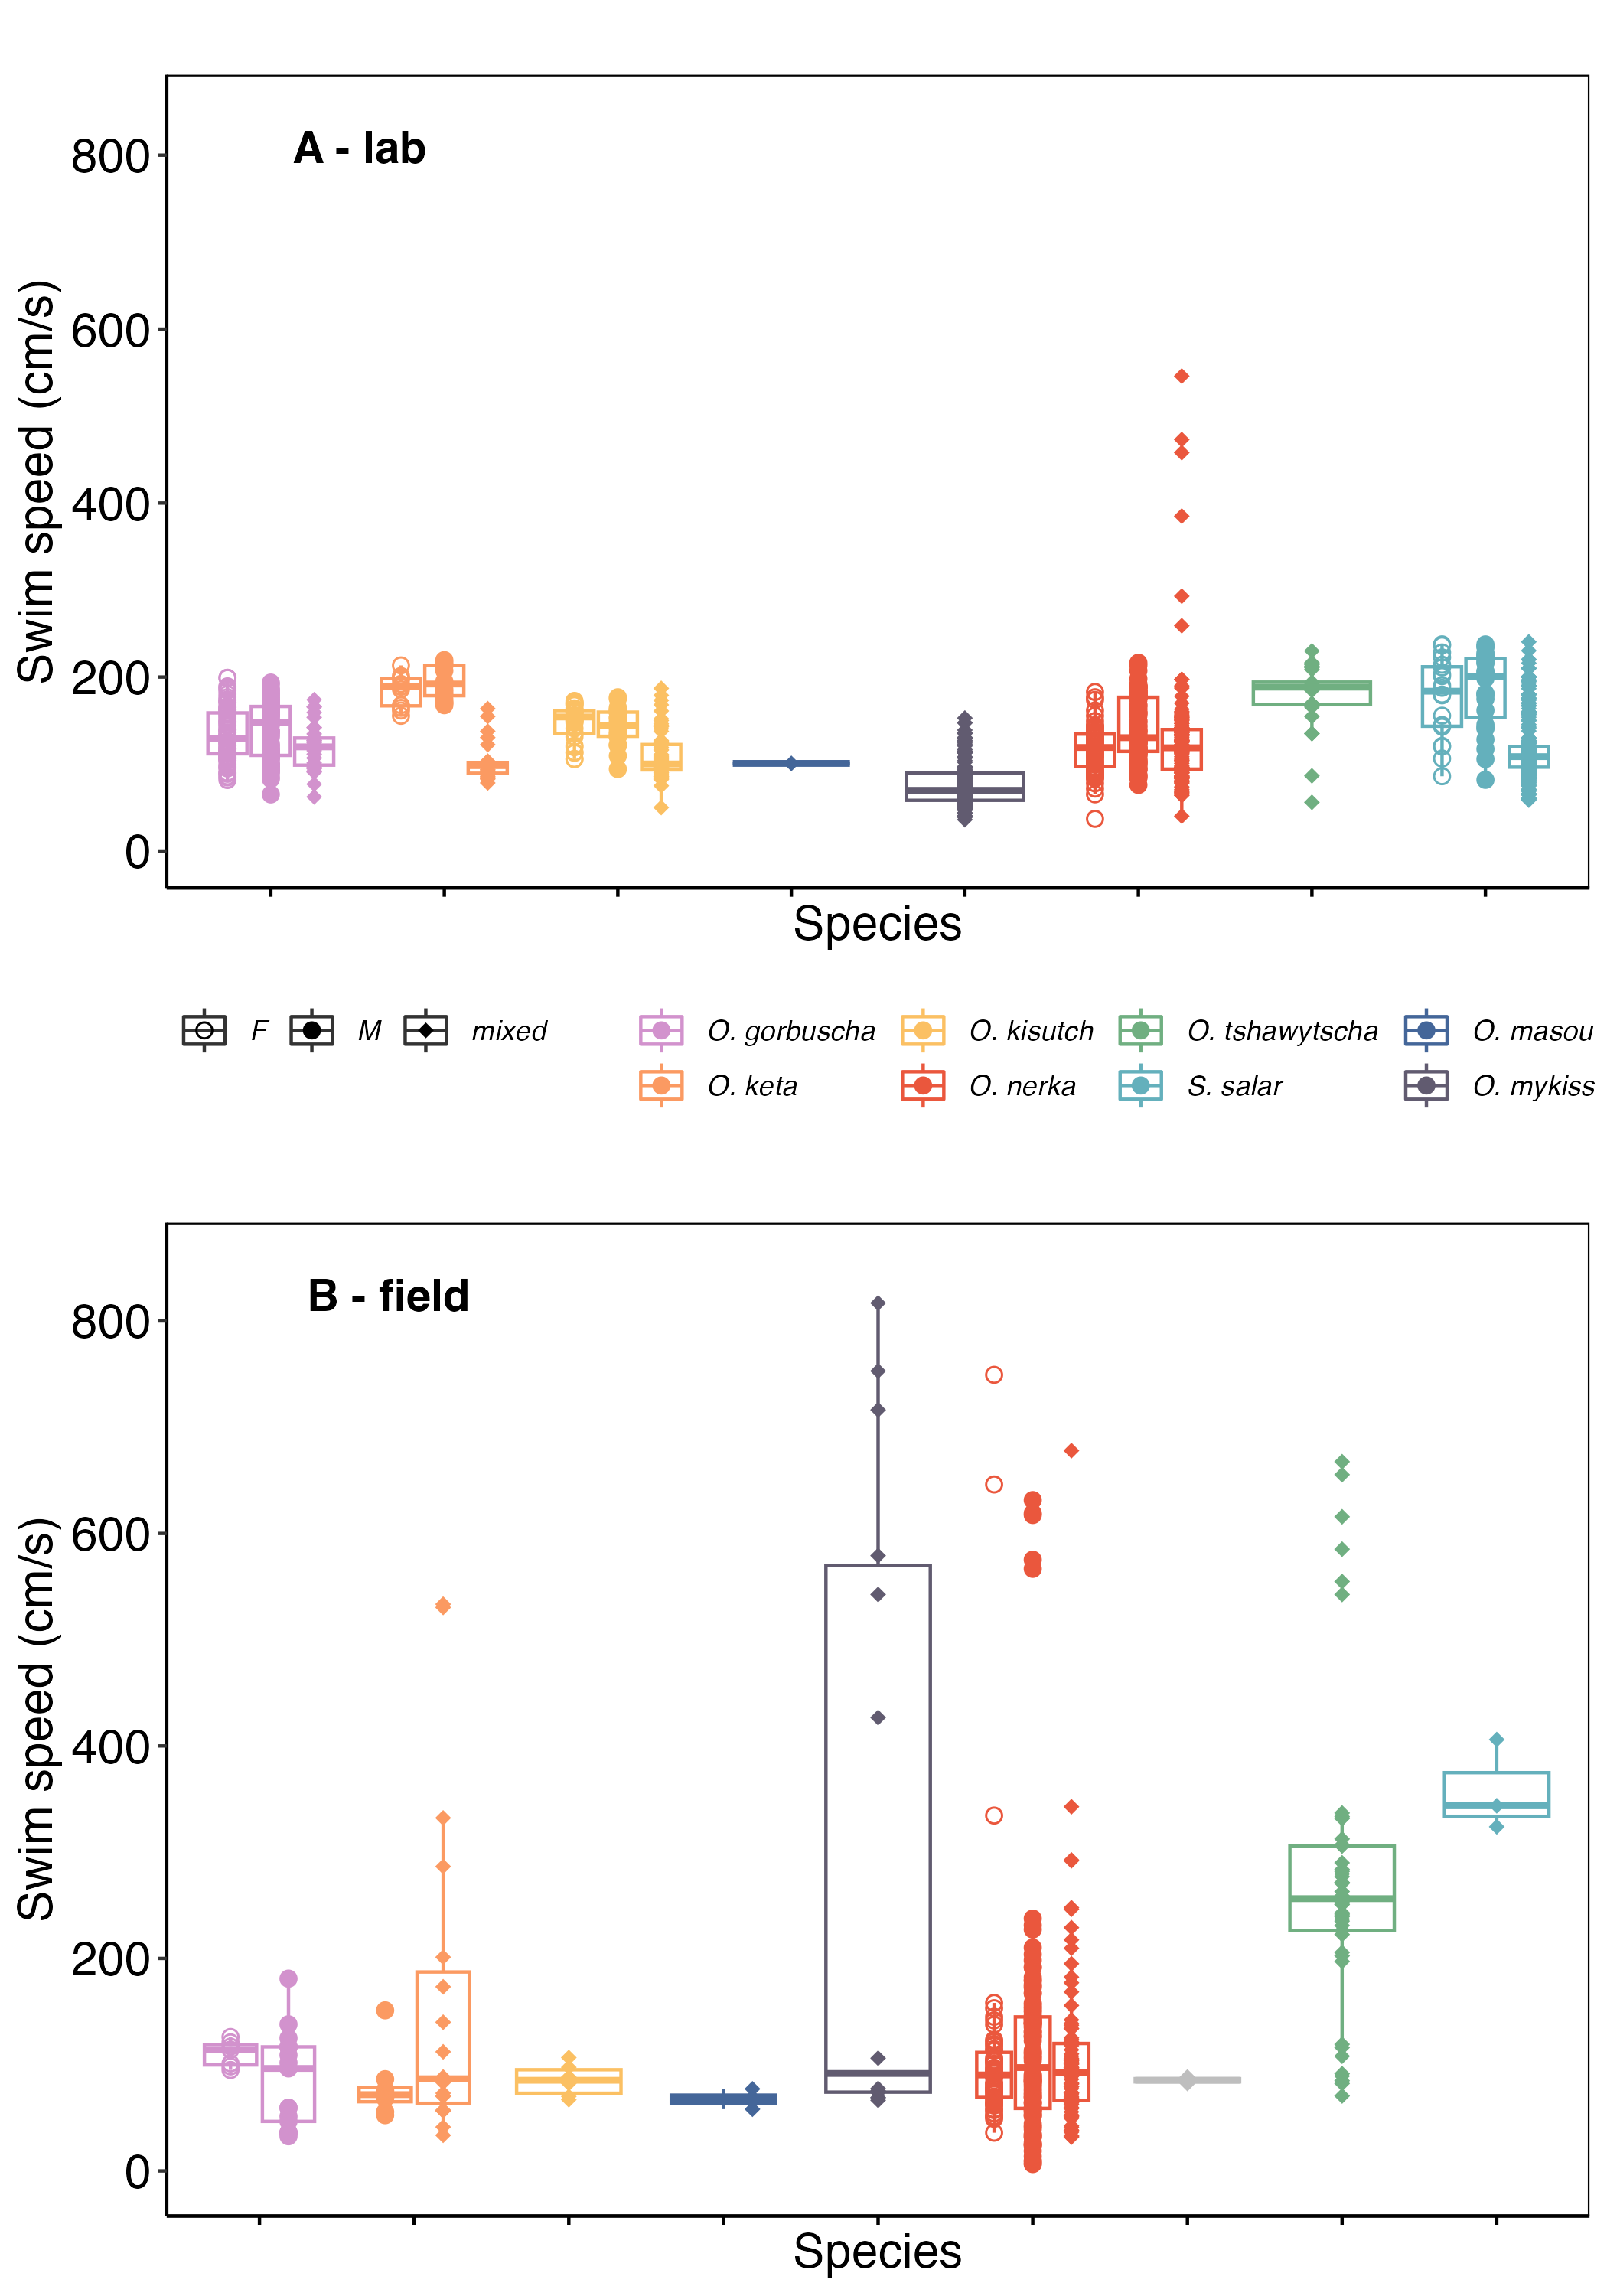 A - lab
800
600
400
200
0
Swim speed (cm/s)
Species
F M mixed O. gorbuscha O. kisutch O. tshawytscha O. masou
O. keta O. nerka S. salar O. mykiss
B - field
800
600
400
200
0
Swim speed (cm/s)
Species